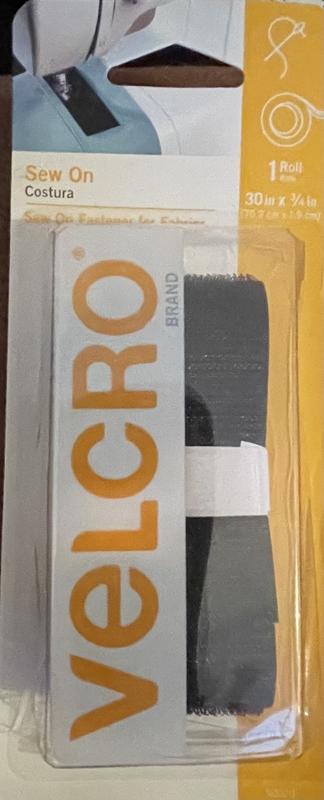 Sew On
Costura
Sew On Fastener for Fabrics
1 Roll
30 in x 3/4 in
(76.2 cm x 1.9 cm)
VELCRO®
BRAND